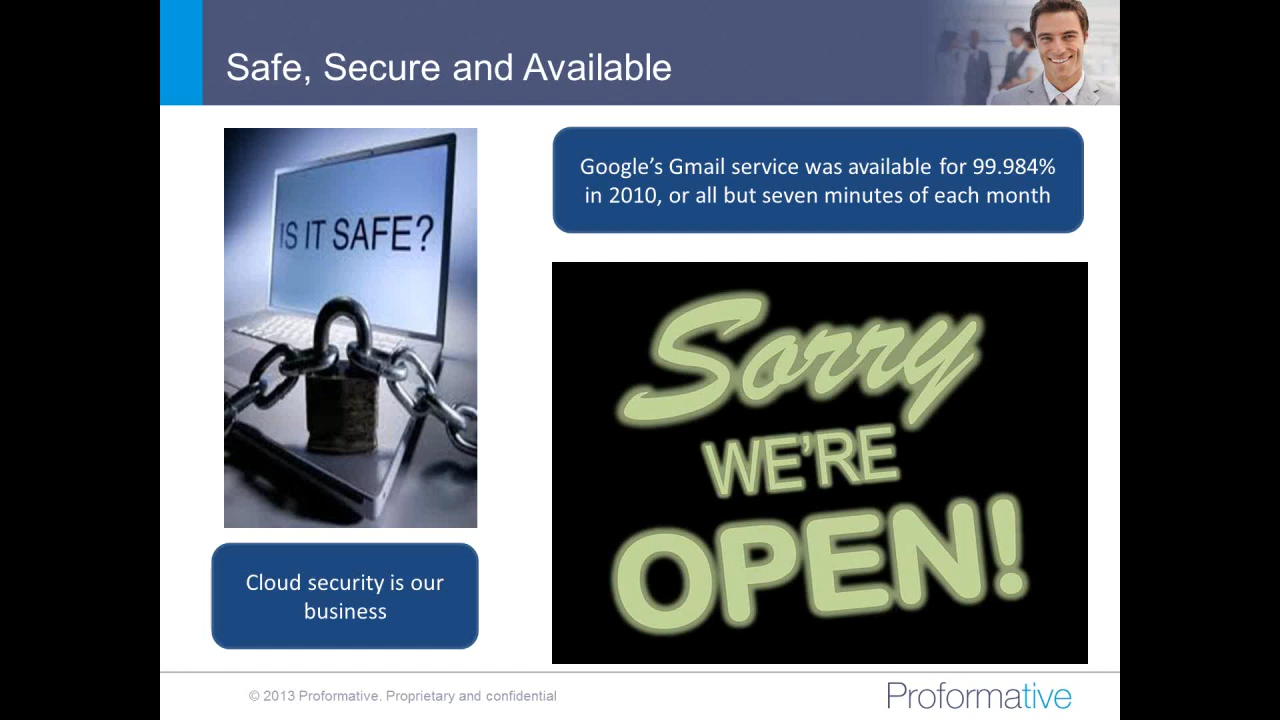 Safe, Secure and Available
IS IT SAFE?
Google’s Gmail service was available for 99.984%
in 2010, or all but seven minutes of each month
Sorry
WE’RE
OPEN!
Cloud security is our
business
© 2013 Proformative. Proprietary and confidential
Proformative